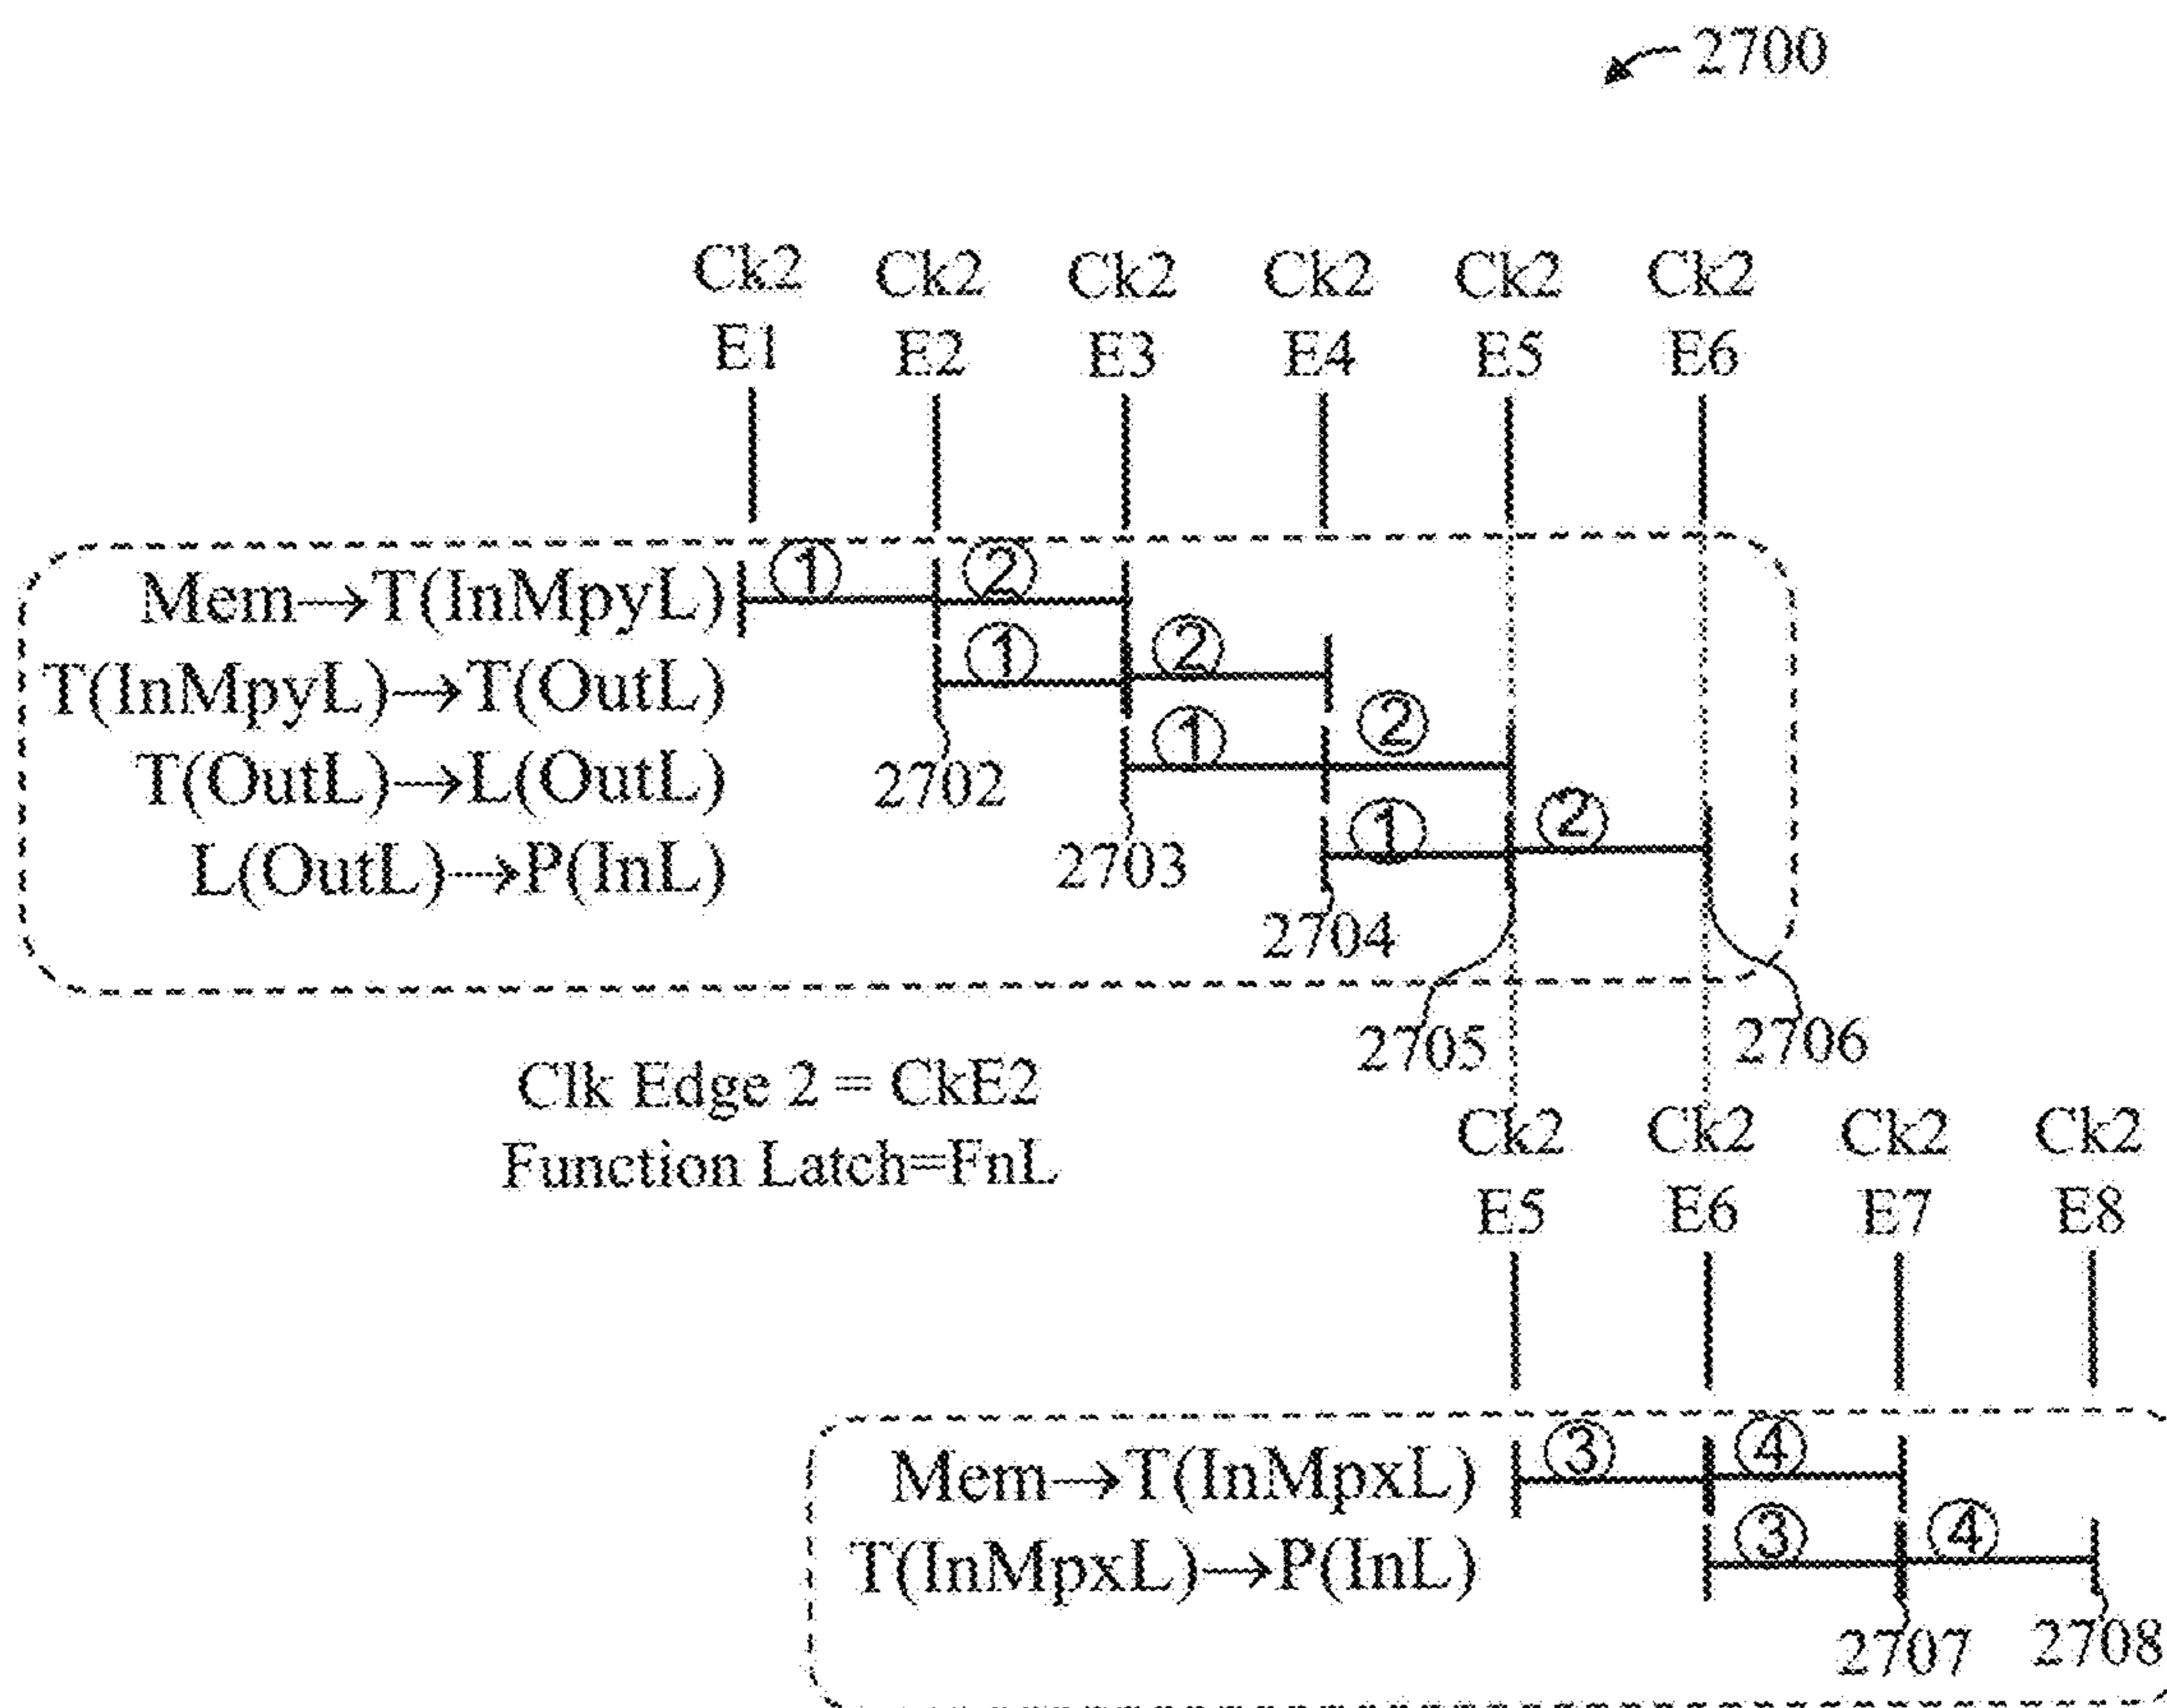 2700
Ck2 Ck2 Ck2 Ck2 Ck2 Ck2
E1 E2 E3 E4 E5 E6
Mem→T(InMpyL) ① ②
T(InMpyL)→T(OutL) ① ②
T(OutL)→L(OutL) ① ②
2702
L(OutL)→P(InL) ① ②
2703
2704
2705 2706
Clk Edge 2 = CkE2
Function Latch=FnL
Ck2 Ck2 Ck2 Ck2
E5 E6 E7 E8
Mem→T(InMpxL) ③ ④
T(InMpxL)→P(InL) ③ ④
2707 2708